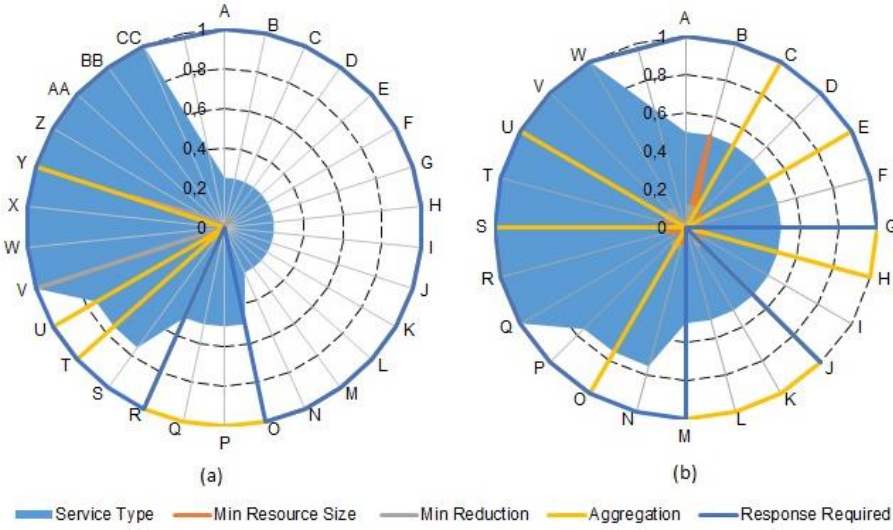 A
B
C
D
E
F
G
H
I
J
K
L
M
N
O
P
Q
R
S
T
U
V
W
X
Y
Z
AA
BB
CC
1
0,8
0,6
0,4
0,2
0
(a)
A
B
C
D
E
F
G
H
I
J
K
L
M
N
O
P
Q
R
S
T
U
V
W
1
0,8
0,6
0,4
0,2
0
(b)
Service Type Min Resource Size Min Reduction Aggregation Response Required